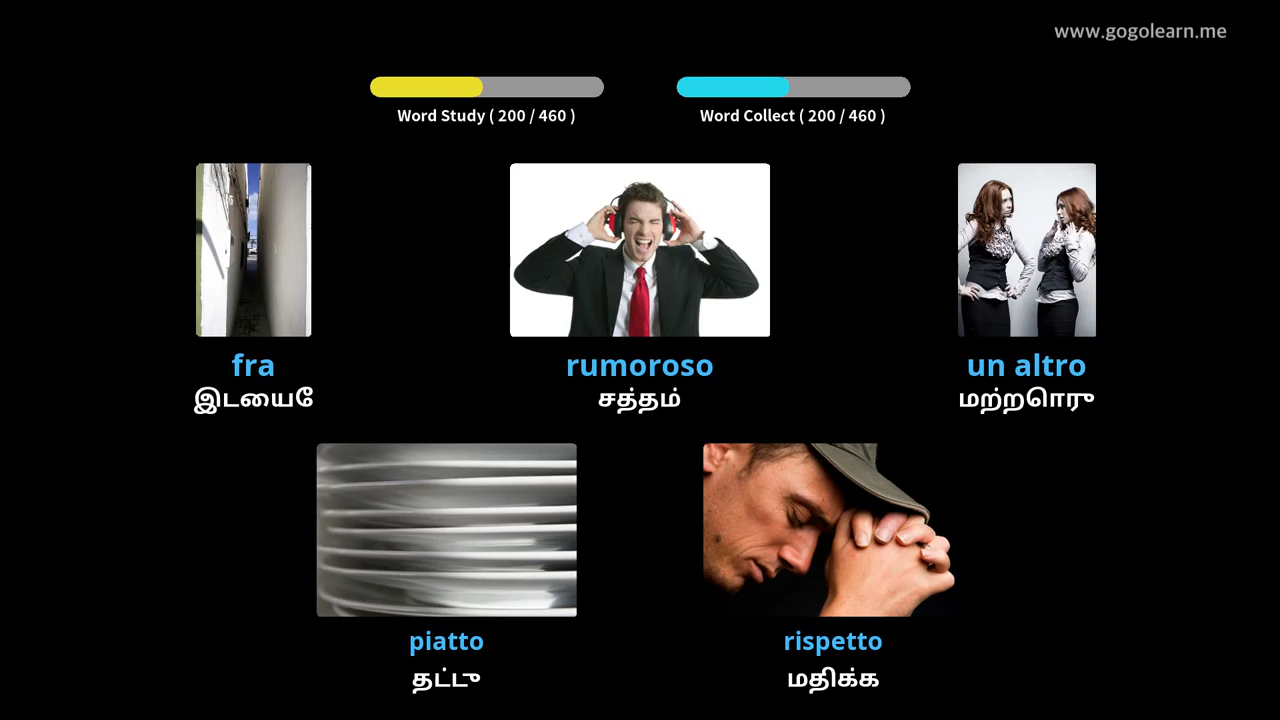 www.gogolearn.me
Word Study ( 200 / 460 )
Word Collect ( 200 / 460 )
fra
இடையே
rumoroso
சத்தம்
un altro
மற்றொரு
piatto
தட்டு
rispetto
மதிக்க